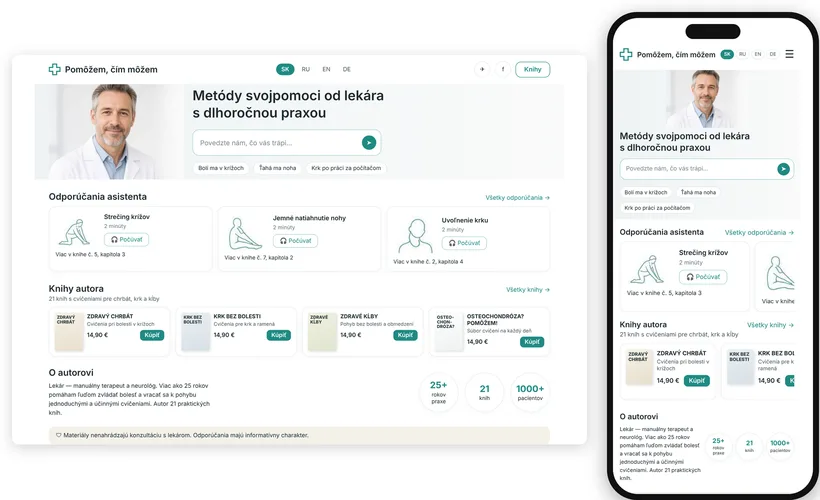 Pomôžem, čím môžem
SK RU EN DE
f
Knihy
Metódy svojpomoci od lekára
s dlhoročnou praxou
Povedzte nám, čo vás trápi...
Bolí ma v krížoch
Ťahá ma noha
Krk po práci za počítačom
Odporúčania asistenta
Všetky odporúčania →
Strečing krížov
2 minúty
Počúvať
Viac v knihe č. 5, kapitola 3
Jemné natiahnutie nohy
2 minúty
Počúvať
Viac v knihe č. 7, kapitola 2
Uvoľnenie krku
2 minúty
Počúvať
Viac v knihe č. 2, kapitola 4
Knihy autora
Všetky knihy →
21 kníh s cvičeniami pre chrbát, krk a kĺby
ZDRAVÝ
CHRBÁT
ZDRAVÝ CHRBÁT
Cvičenia pri bolesti v krížoch
14,90 €
Kúpiť
KRK BEZ
BOLESTI
KRK BEZ BOLESTI
Cvičenia pre krk a ramená
14,90 €
Kúpiť
ZDRAVÉ
KĹBY
ZDRAVÉ KĹBY
Pohyb bez bolesti a obmedzení
14,90 €
Kúpiť
OSTEO-
CHON-
DRÓZA?
OSTEOCHONDRÓZA?
POMÔŽEM!
Súbor cvičení na každý deň
14,90 €
Kúpiť
O autorovi
Lekár — manuálny terapeut a neurológ. Viac ako 25 rokov
pomáham ľuďom zvládať bolesť a vracať sa k pohybu
jednoduchými a účinnými cvičeniami. Autor 21 praktických
kníh.
25+
rokov
praxe
21
kníh
1000+
pacientov
Materiály nenahrádzajú konzultáciu s lekárom. Odporúčania majú informatívny charakter.
Pomôžem, čím môžem
SK RU EN DE
Metódy svojpomoci od lekára
s dlhoročnou praxou
Povedzte nám, čo vás trápi...
Bolí ma v krížoch
Ťahá ma noha
Krk po práci za počítačom
Odporúčania asistenta
Všetky odporúčania →
Strečing krížov
2 minúty
Počúvať
Viac v knihe č. 5, kapitola 3
Viac v knihe
Knihy autora
Všetky knihy →
21 kníh s cvičeniami pre chrbát, krk a kĺby
ZDRAVÝ
CHRBÁT
ZDRAVÝ CHRBÁT
Cvičenia pri bolesti v
krížoch
14,90 €
Kúpiť
KRK BEZ
BOLESTI
KRK BEZ BOL
Cvičenia pre k
ramená
14,90 €
K
O autorovi
Lekár — manuálny terapeut a
neurológ. Viac ako 25 rokov
pomáham ľuďom zvládať bolesť
a vracať sa k pohybu
jednoduchými a účinnými
cvičeniami. Autor 21 praktických
kníh.
25+
rokov
praxe
21
kníh
1000+
pacientov